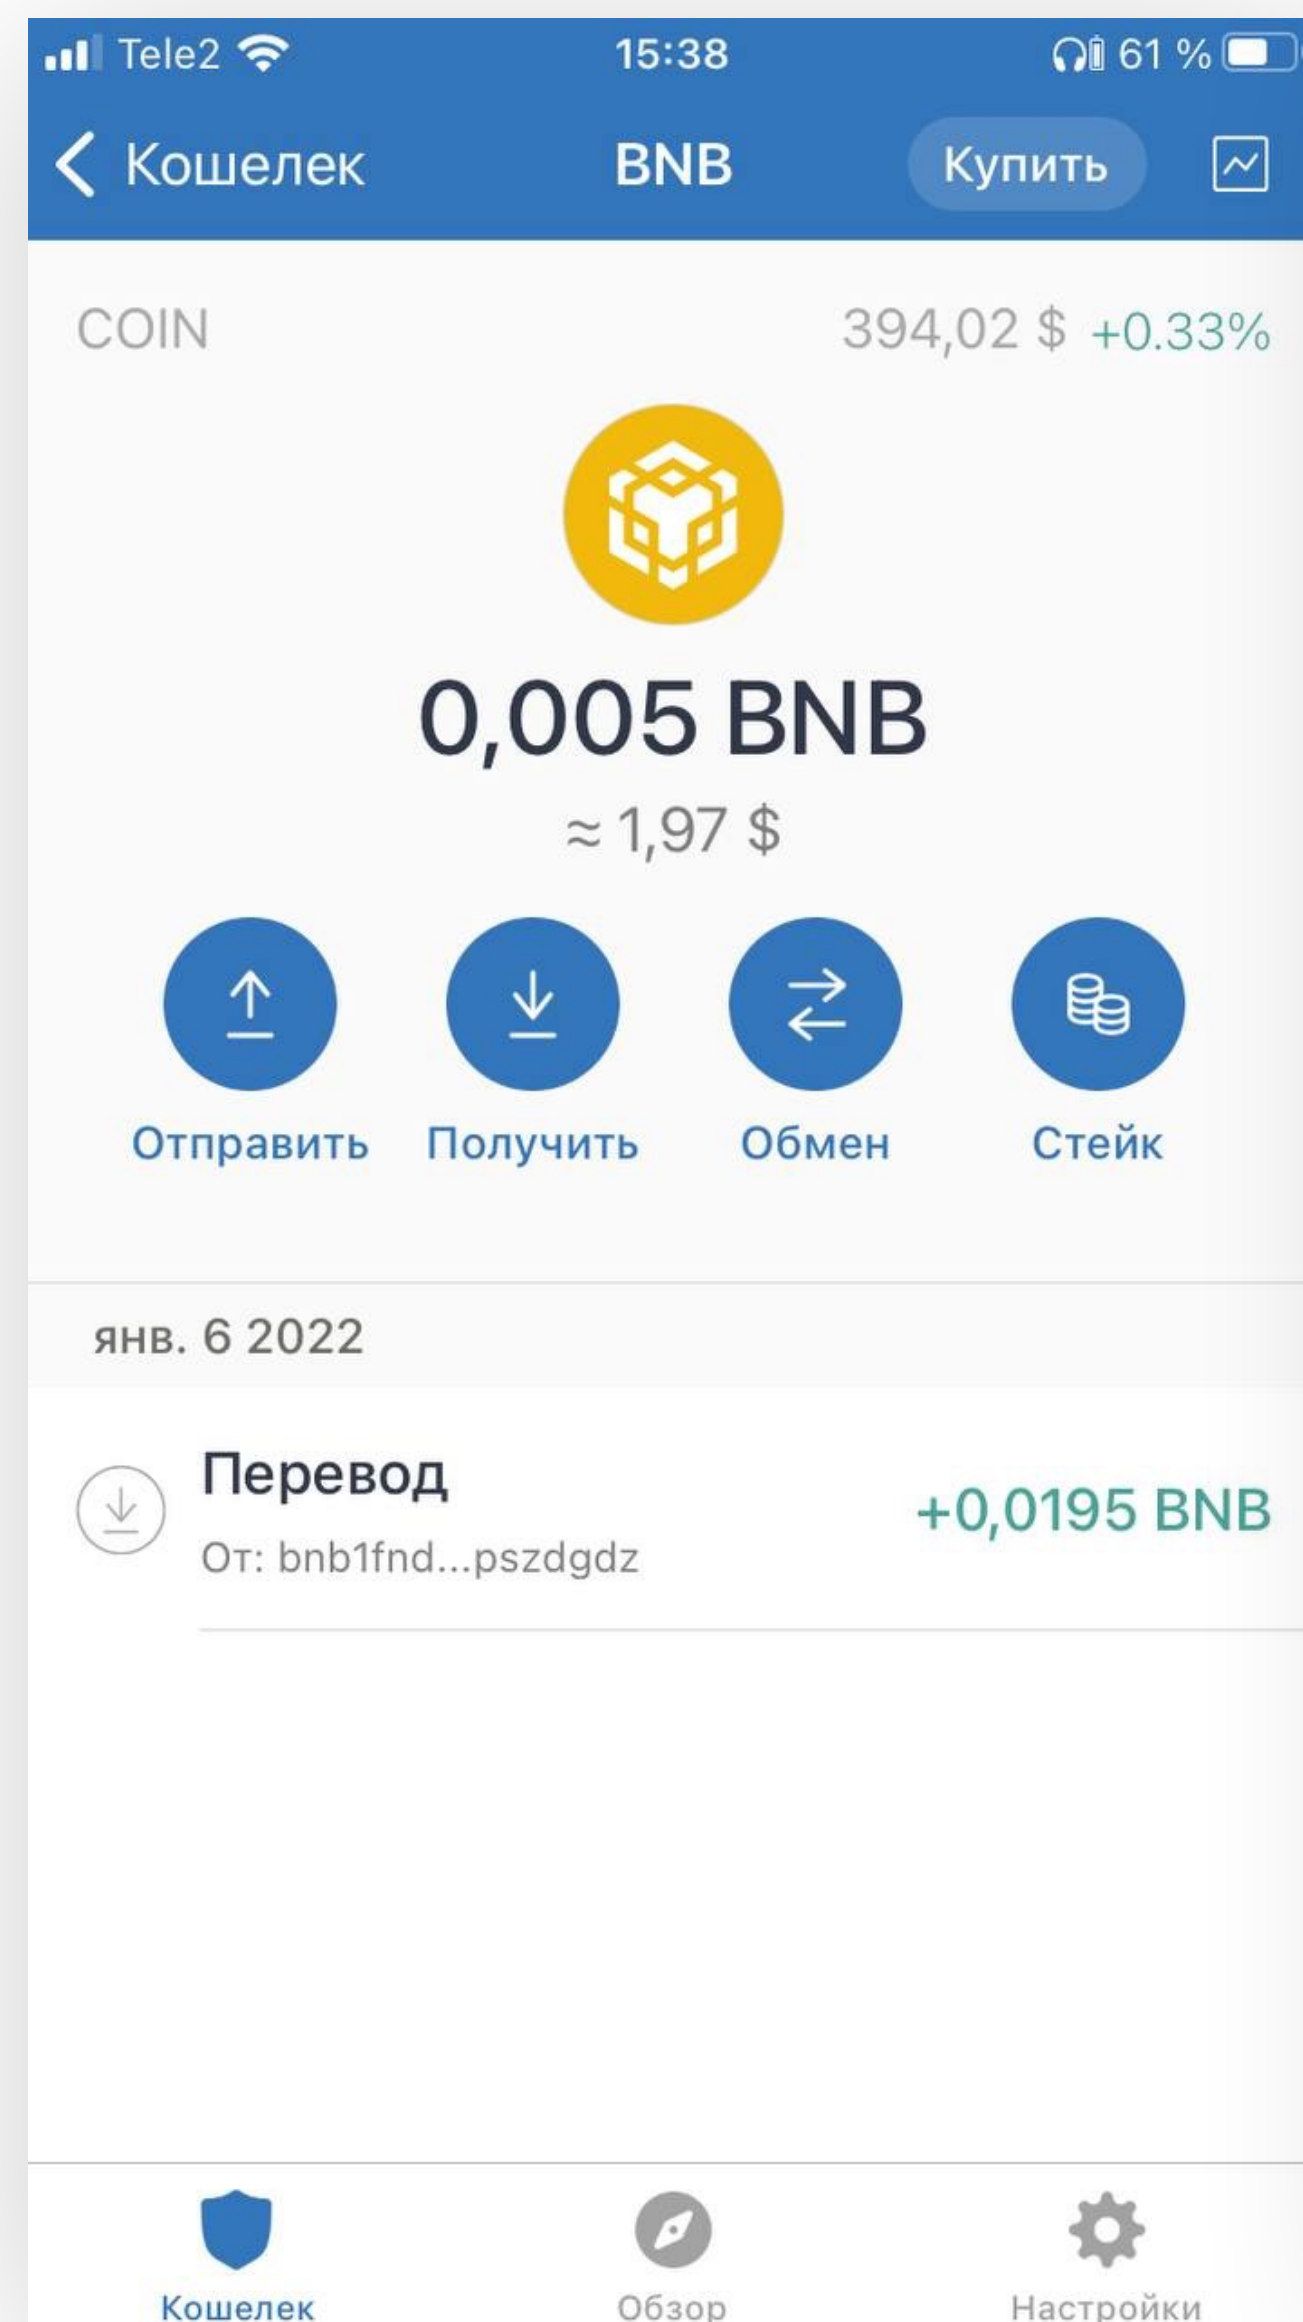 Tele2 15:38 61 %
Кошелек BNB Купить
COIN 394,02 $ +0.33%
0,005 BNB
≈ 1,97 $
Отправить Получить Обмен Стейк
янв. 6 2022
Перевод
+0,0195 BNB
От: bnb1fnd...pszdgdz
Кошелек Обзор Настройки